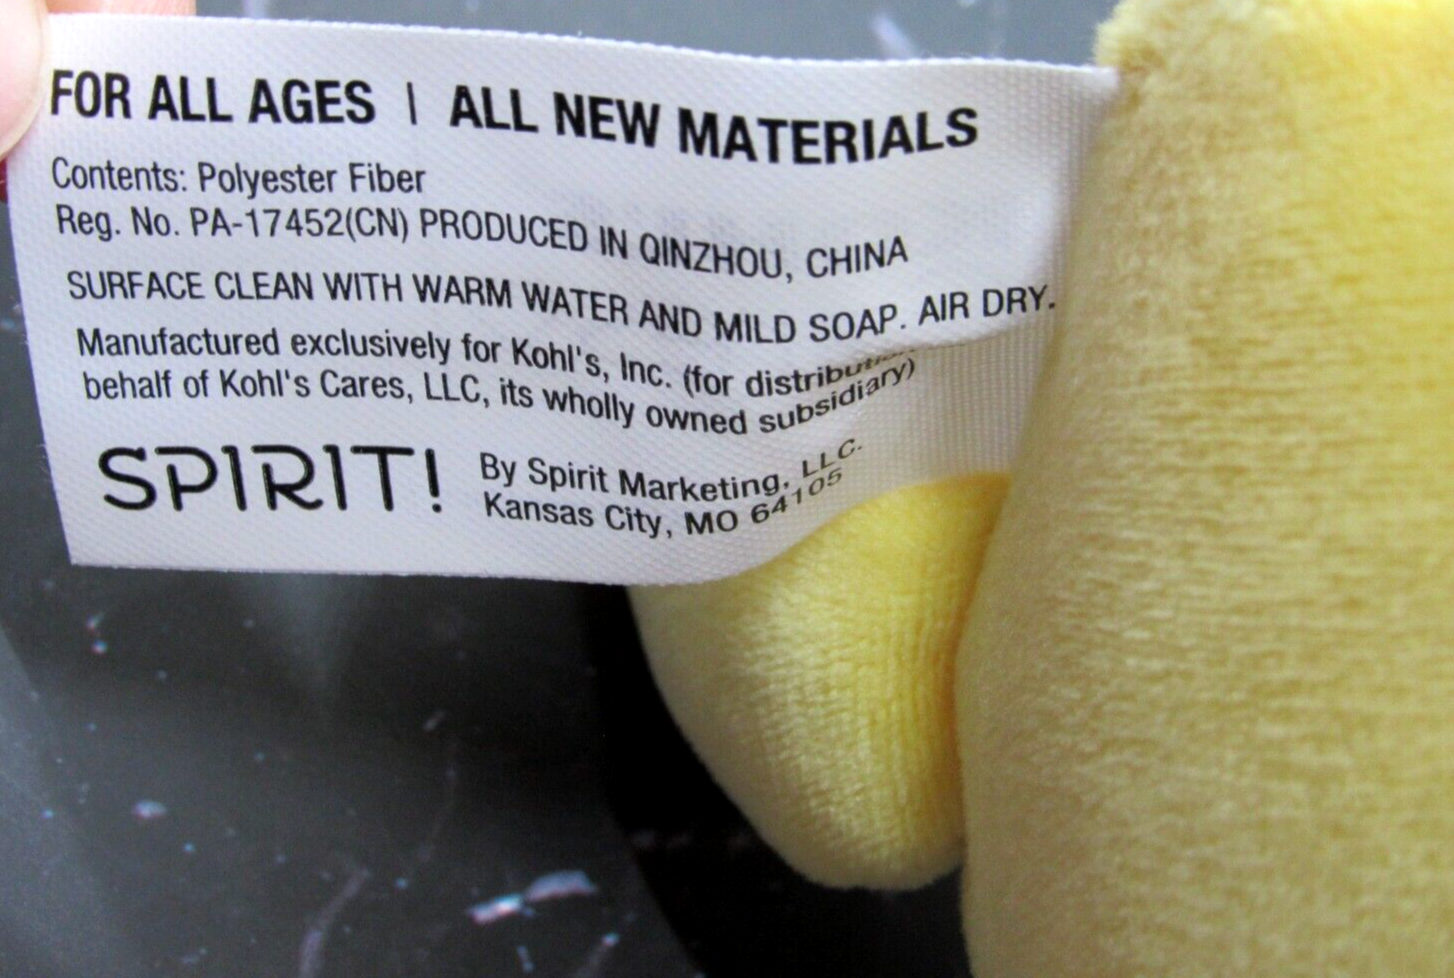 FOR ALL AGES | ALL NEW MATERIALS
Contents: Polyester Fiber
Reg. No. PA-17452(CN) PRODUCED IN QINZHOU, CHINA
SURFACE CLEAN WITH WARM WATER AND MILD SOAP. AIR DRY.
Manufactured exclusively for Kohl's, Inc. (for distribution
behalf of Kohl's Cares, LLC, its wholly owned subsidiary)
SPIRIT!
By Spirit Marketing, LLC.
Kansas City, MO 64105